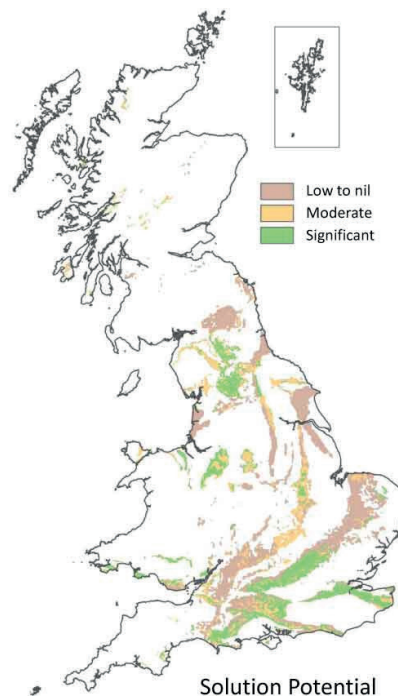 Low to nil
Moderate
Significant
Solution Potential